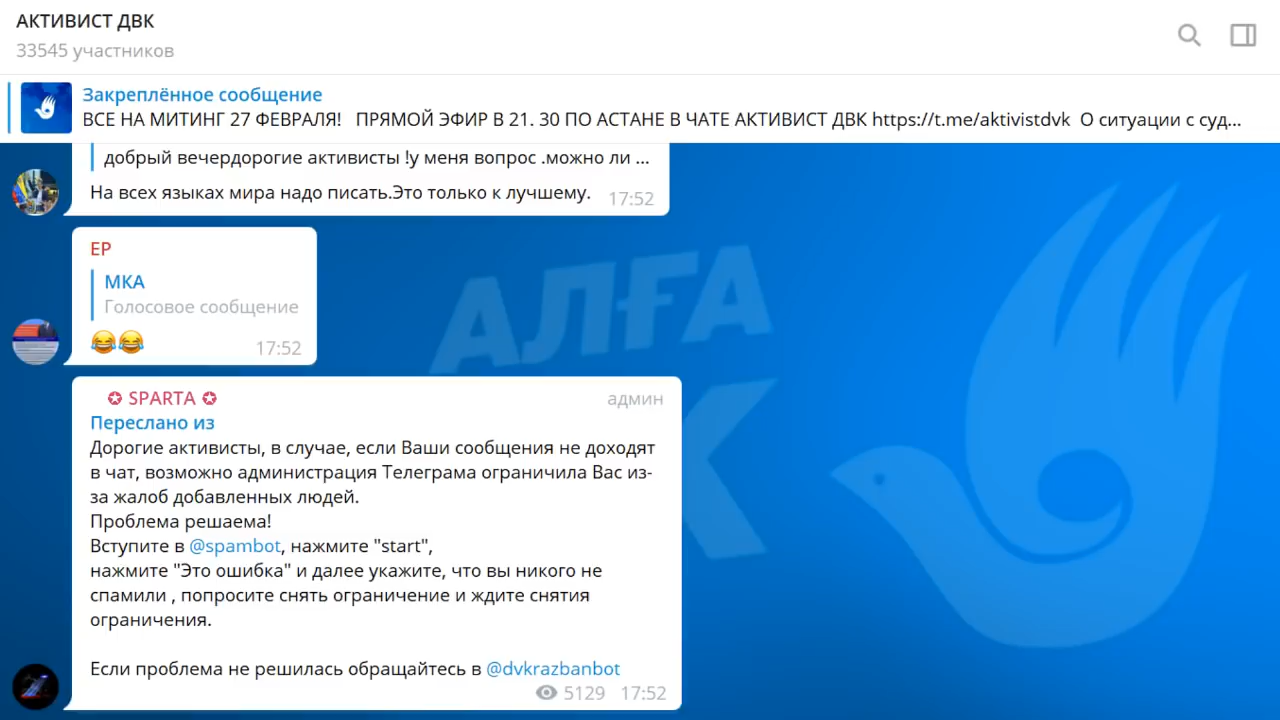 АКТИВИСТ ДВК
33545 участников
Закреплённое сообщение
ВСЕ НА МИТИНГ 27 ФЕВРАЛЯ! ПРЯМОЙ ЭФИР В 21. 30 ПО АСТАНЕ В ЧАТЕ АКТИВИСТ ДВК https://t.me/aktivistdvk О ситуации с суд...
добрый вечердорогие активисты !у меня вопрос .можно ли ...
На всех языках мира надо писать.Это только к лучшему. 17:52
EP
МКА
Голосовое сообщение
😂😂 17:52
АЛҒА
К
✪ SPARTA ✪ админ
Переслано из
Дорогие активисты, в случае, если Ваши сообщения не доходят
в чат, возможно администрация Телеграма ограничила Вас из-
за жалоб добавленных людей.
Проблема решаема!
Вступите в @spambot, нажмите "start",
нажмите "Это ошибка" и далее укажите, что вы никого не
спамили , попросите снять ограничение и ждите снятия
ограничения.
Если проблема не решилась обращайтесь в @dvkrazbanbot
5129 17:52